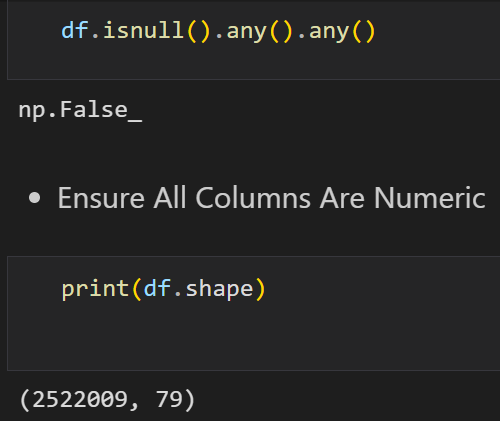 df.isnull().any().any()
np.False_
• Ensure All Columns Are Numeric
print(df.shape)
(2522009, 79)